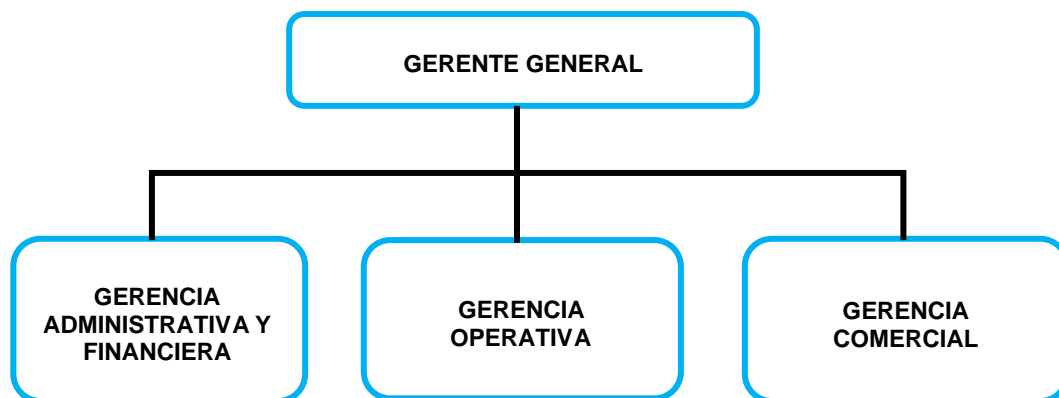 GERENTE GENERAL
GERENCIA
ADMINISTRATIVA Y
FINANCIERA
GERENCIA
OPERATIVA
GERENCIA
COMERCIAL